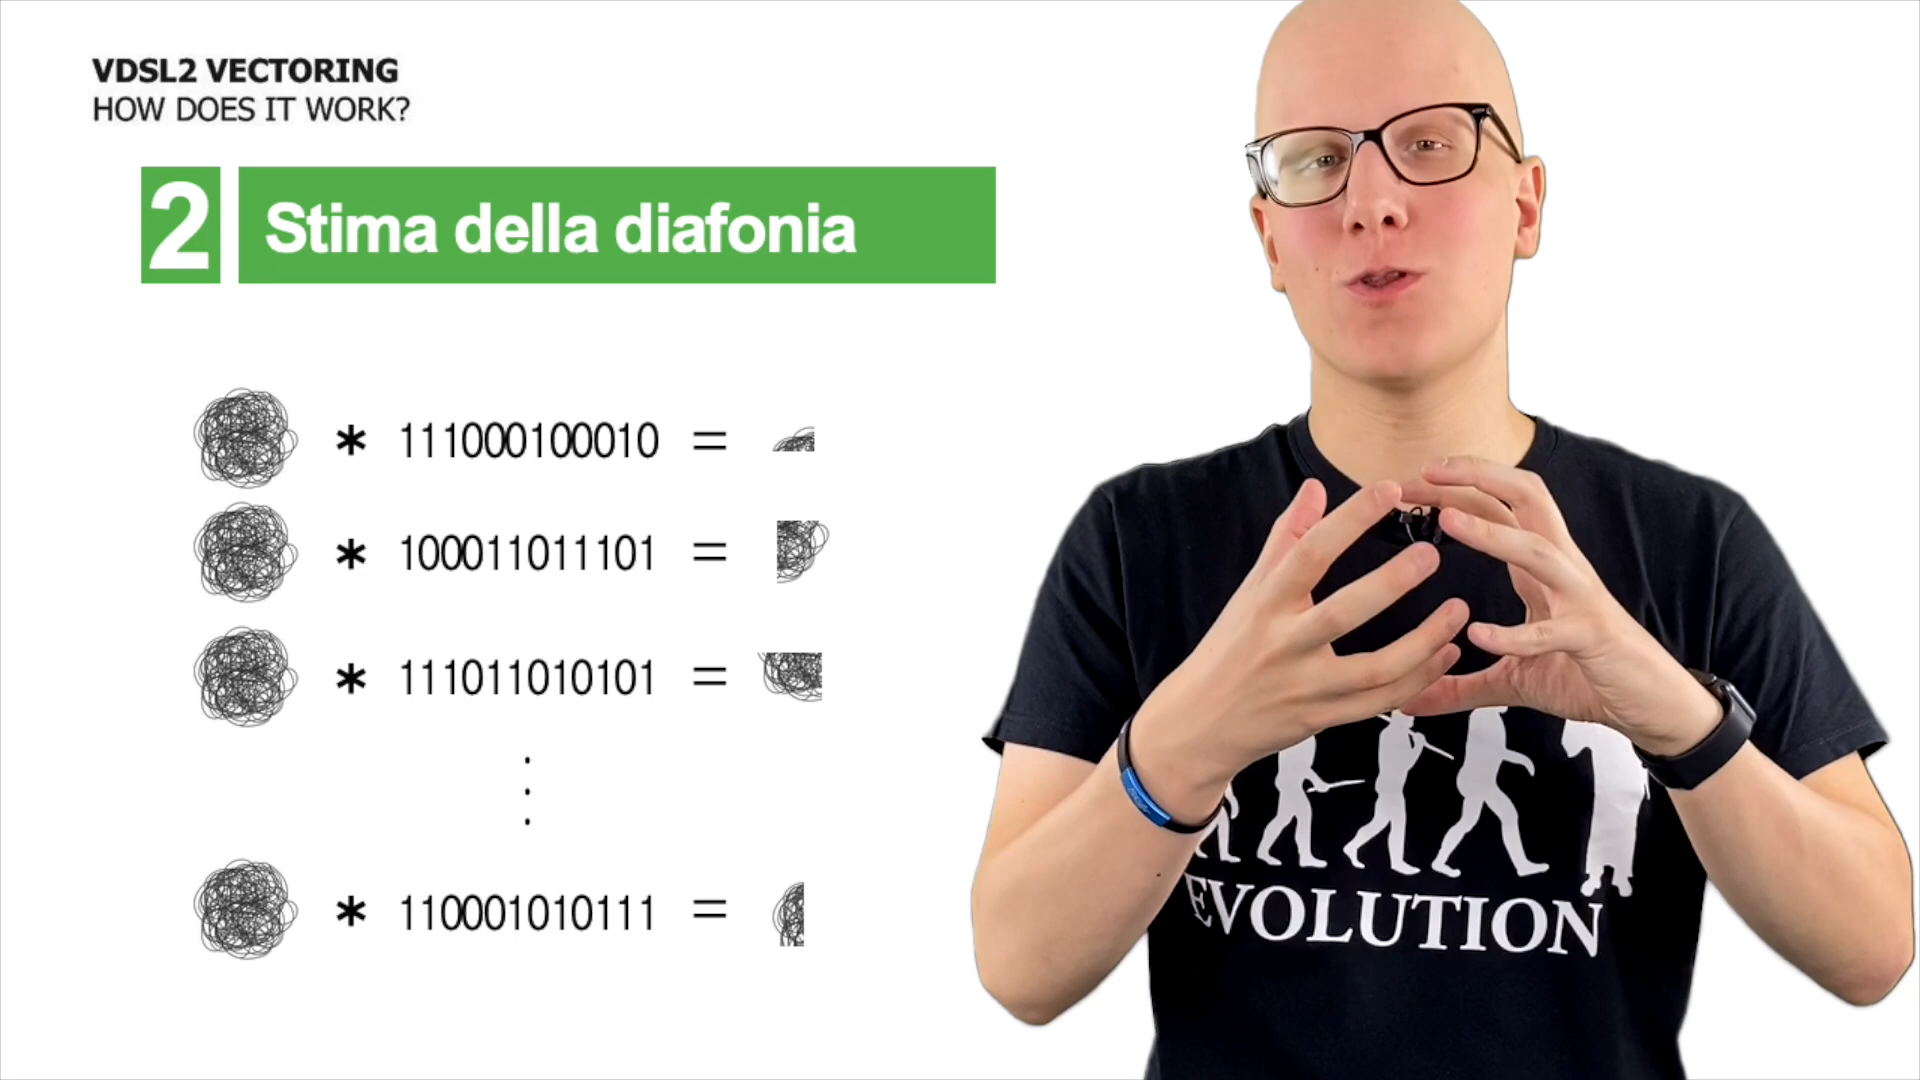 VDSL2 VECTORING
HOW DOES IT WORK?
2 Stima della diafonia
* 111000100010 =
* 100011011101 =
* 111011010101 =
* 110001010111 =
EVOLUTION